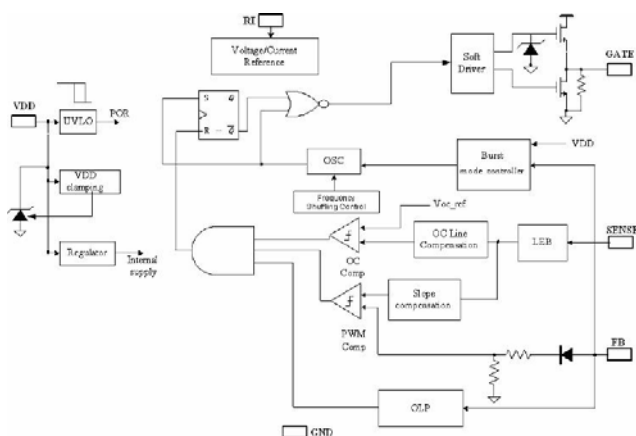 RI
Voltage/Current
Reference
Soft
Driver
GATE
VDD
UVLO
POR
S Q
R Q
VDD
clamping
OSC
Burst
mode controller
VDD
Frequency
Shuffling Control
Voc_ref
Regulator
Internal
supply
OC
Comp
OC Line
Compensation
LEB
SENSE
Slope
compensation
PWM
Comp
FB
OLP
GND